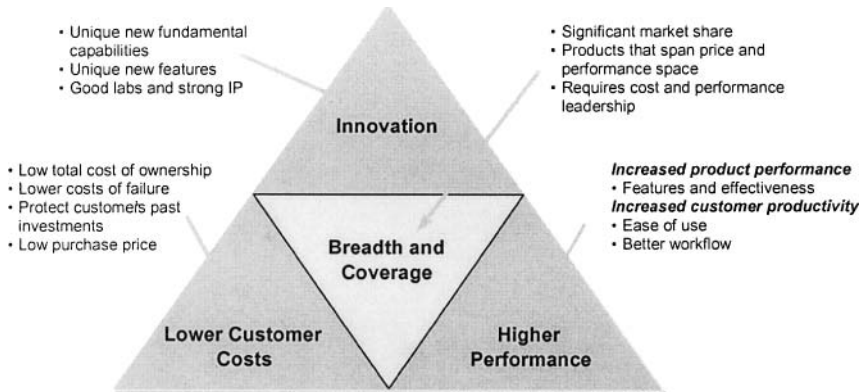 • Unique new fundamental
capabilities
• Unique new features
• Good labs and strong IP
• Significant market share
• Products that span price and
performance space
• Requires cost and performance
leadership
Innovation
• Low total cost of ownership
• Lower costs of failure
• Protect customer's past
investments
• Low purchase price
Increased product performance
• Features and effectiveness
Increased customer productivity
• Ease of use
• Better workflow
Breadth and
Coverage
Lower Customer
Costs
Higher
Performance